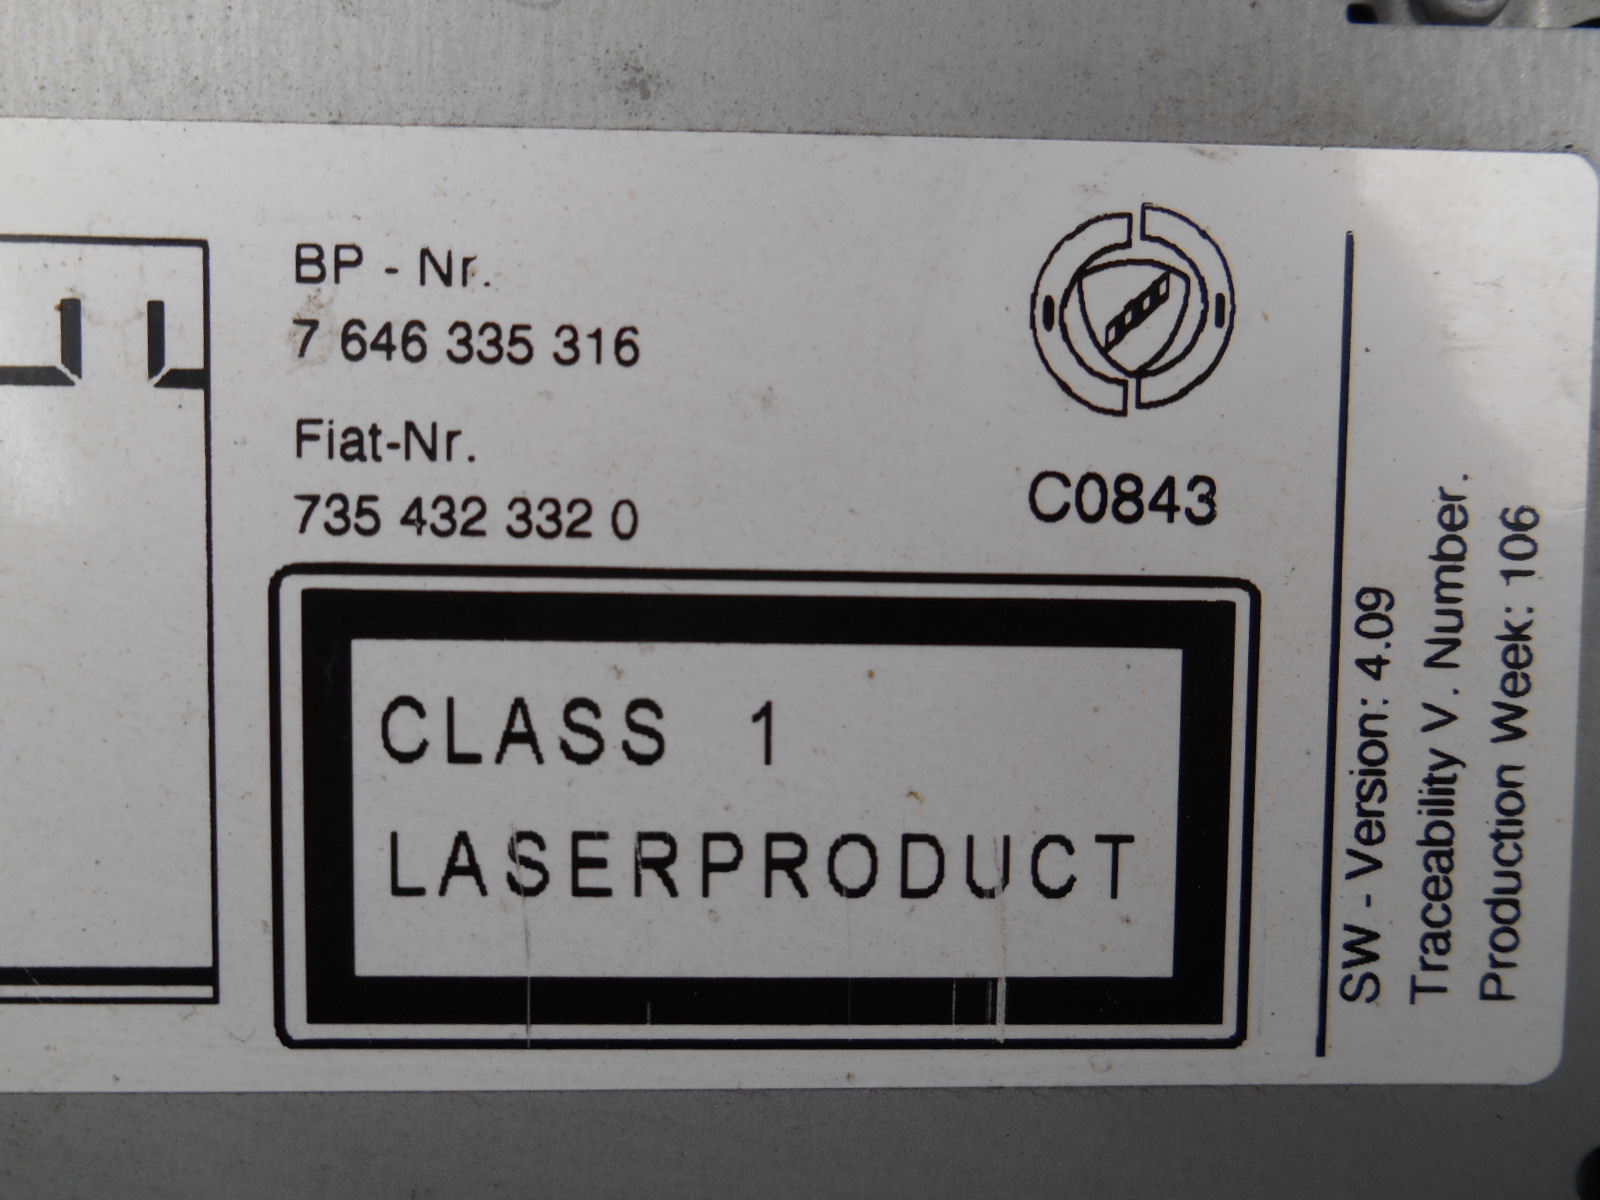 BP - Nr.
7 646 335 316
Fiat-Nr.
735 432 332 0
C0843
CLASS 1
LASERPRODUCT
SW - Version: 4.09
Traceability V . Number.
Production Week: 106